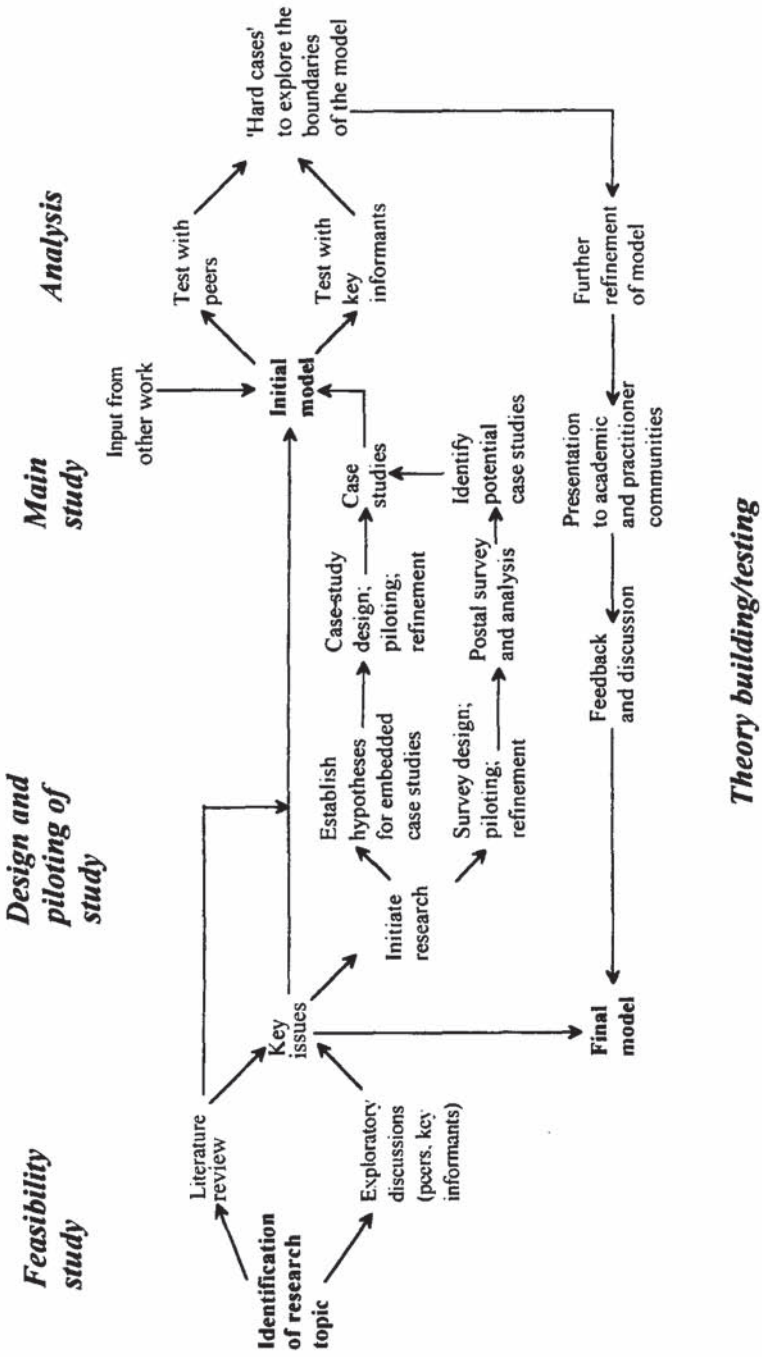 Feasibility
study
Design and
piloting of
study
Main
study
Analysis
Identification
of research
topic
Literature
review
Exploratory
discussions
(peers, key
informants)
Key
issues
Initiate
research
Establish
hypotheses
for embedded
case studies
Survey design;
piloting;
refinement
Case-study
design;
piloting;
refinement
Postal survey
and analysis
Case
studies
Identify
potential
case studies
Input from
other work
Initial
model
Test with
peers
Test with
key
informants
'Hard cases'
to explore the
boundaries
of the model
Further
refinement
of model
Presentation
to academic
and practitioner
communities
Feedback
and discussion
Final
model
Theory building/testing